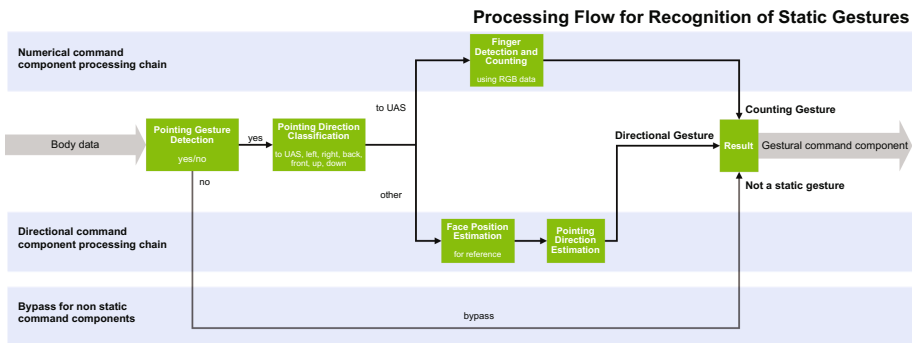 Processing Flow for Recognition of Static Gestures
Numerical command
component processing chain
Finger
Detection and
Counting
using RGB data
to UAS
Counting Gesture
Body data
Pointing Gesture
Detection
yes/no
yes
Pointing Direction
Classification
to UAS, left, right, back,
front, up, down
Directional Gesture
Result
Gestural command component
no
other
Not a static gesture
Directional command
component processing chain
Face Position
Estimation
for reference
Pointing
Direction
Estimation
Bypass for non static
command components
bypass